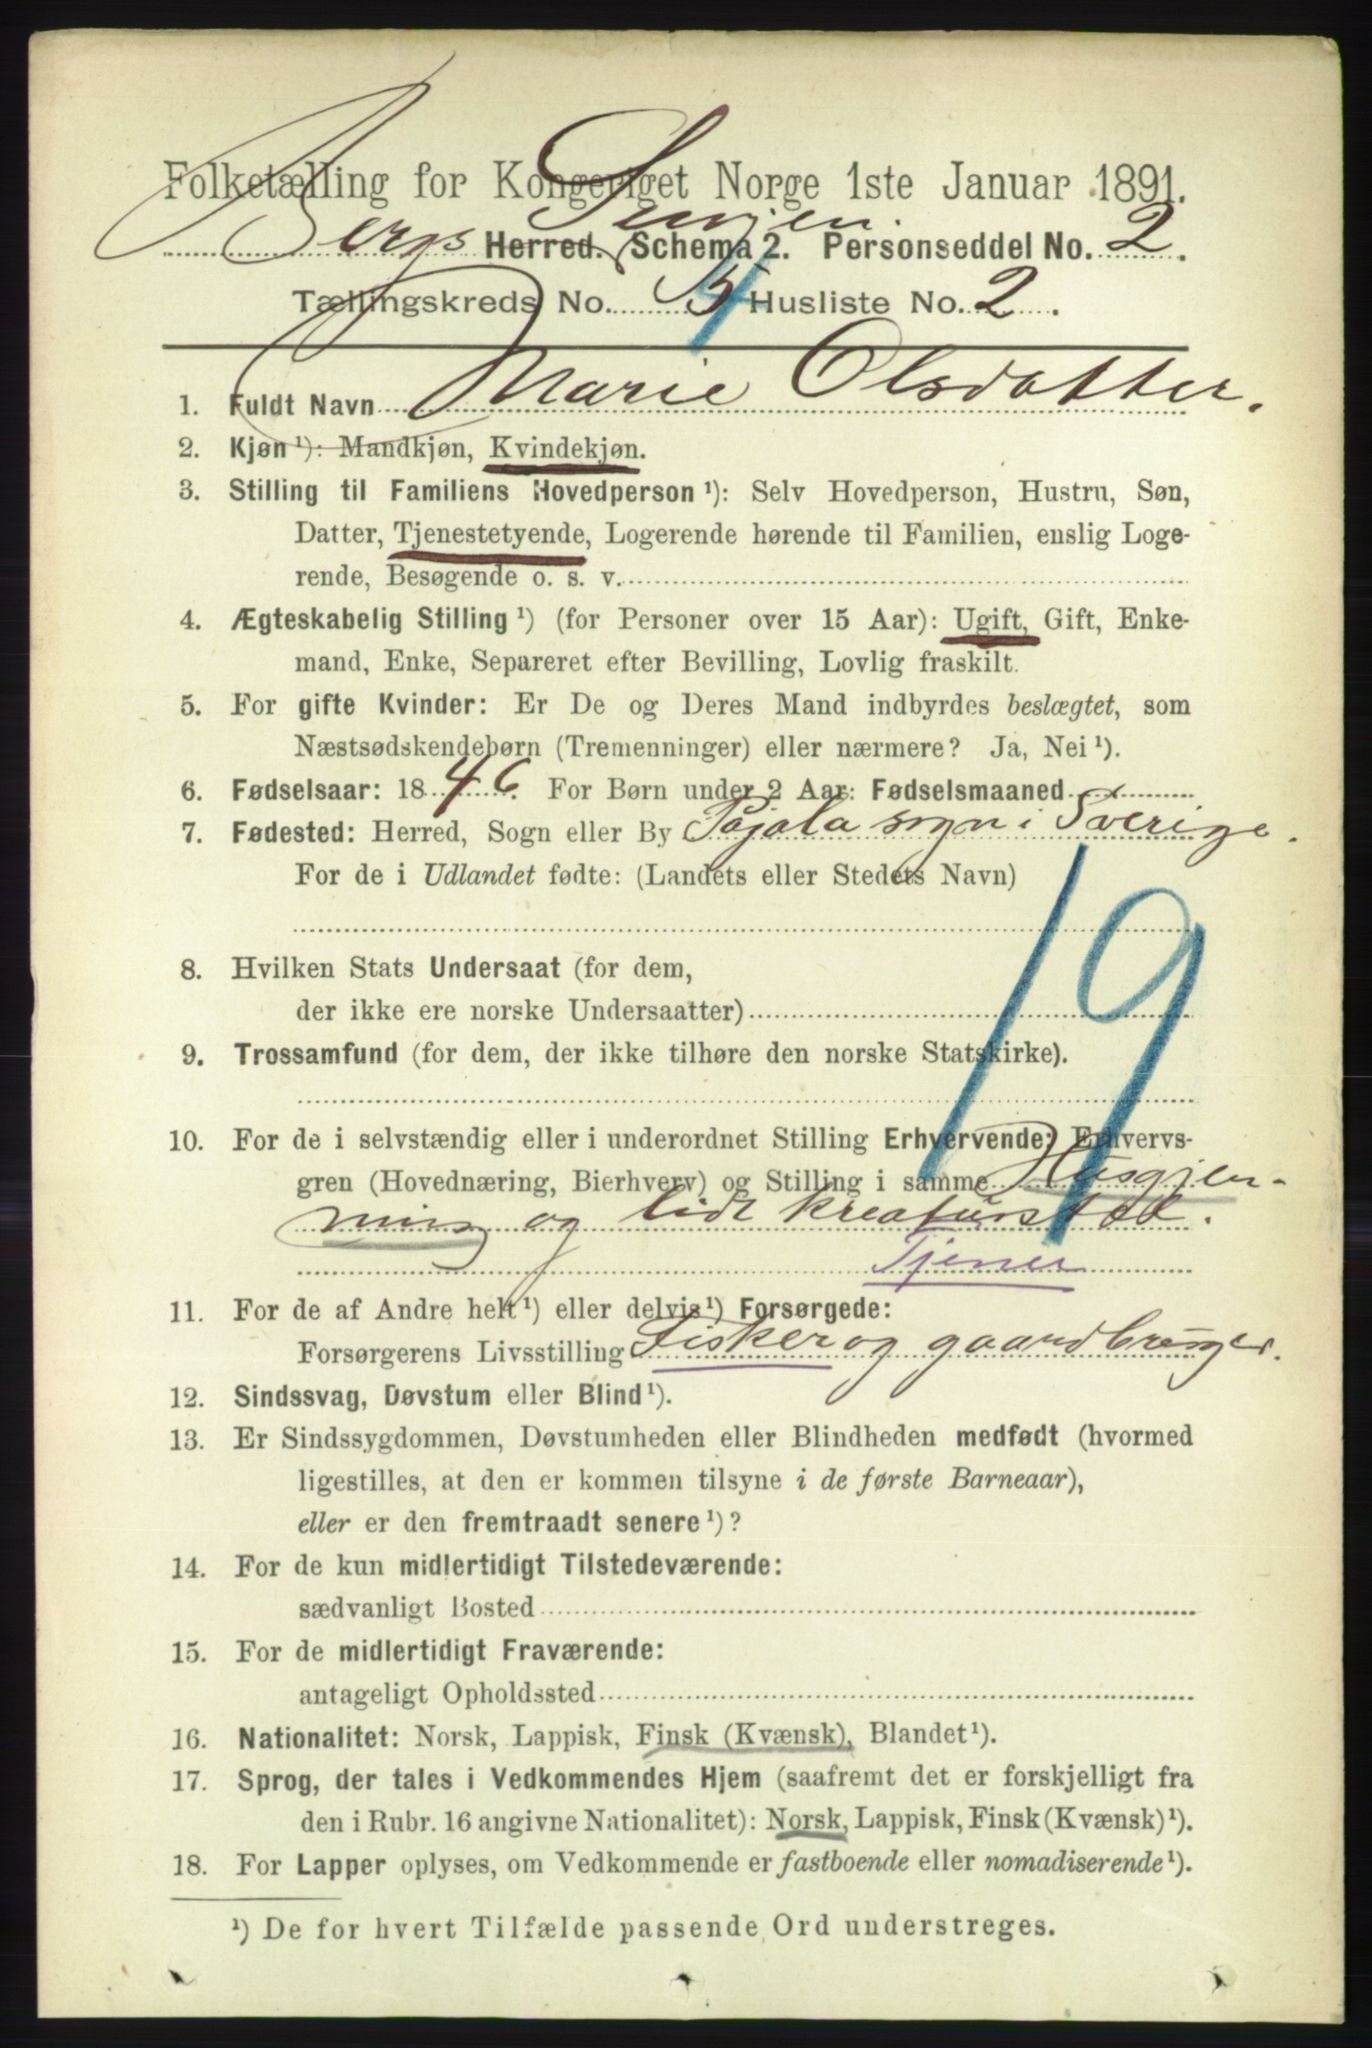 Folketælling for Kongeriget Norge 1ste Januar 1891.
Bergs Senjen. Herred. Schema 2. Personseddel No. 2.
Tællingskreds No. 5 4 Husliste No. 2.
1. Fuldt Navn Marie Olsdatter.
2. Kjøn ¹): Mandkjøn, Kvindekjøn.
3. Stilling til Familiens Hovedperson ¹): Selv Hovedperson, Hustru, Søn,
Datter, Tjenestetyende, Logerende hørende til Familien, enslig Loge-
rende, Besøgende o. s. v.
4. Ægteskabelig Stilling ¹) (for Personer over 15 Aar): Ugift, Gift, Enke-
mand, Enke, Separeret efter Bevilling, Lovlig fraskilt.
5. For gifte Kvinder: Er De og Deres Mand indbyrdes beslægtet, som
Næstsødskendebørn (Tremenninger) eller nærmere? Ja, Nei ¹).
6. Fødselsaar: 1846. For Børn under 2 Aar: Fødselsmaaned
7. Fødested: Herred, Sogn eller By Pajala sogn i Sverige.
For de i Udlandet fødte: (Landets eller Stedets Navn)
19
8. Hvilken Stats Undersaat (for dem,
der ikke ere norske Undersaatter)
9. Trossamfund (for dem, der ikke tilhøre den norske Statskirke).
10. For de i selvstændig eller i underordnet Stilling Erhvervende: Erhvervs-
gren (Hovednæring, Bierhverv) og Stilling i samme Husgjer-
ning og lidt kreaturstel.
Tjener
11. For de af Andre helt ¹) eller delvis ¹) Forsørgede:
Forsørgerens Livsstilling Fisker og gaardbruger.
12. Sindssvag, Døvstum eller Blind ¹).
13. Er Sindssygdommen, Døvstumheden eller Blindheden medfødt (hvormed
ligestilles, at den er kommen tilsyne i de første Barneaar),
eller er den fremtraadt senere ¹)?
14. For de kun midlertidigt Tilstedeværende:
sædvanligt Bosted
15. For de midlertidigt Fraværende:
antageligt Opholdssted
16. Nationalitet: Norsk, Lappisk, Finsk (Kvænsk), Blandet ¹).
17. Sprog, der tales i Vedkommendes Hjem (saafremt det er forskjelligt fra
den i Rubr. 16 angivne Nationalitet): Norsk, Lappisk, Finsk (Kvænsk) ¹).
18. For Lapper oplyses, om Vedkommende er fastboende eller nomadiserende ¹).
¹) De for hvert Tilfælde passende Ord understreges.